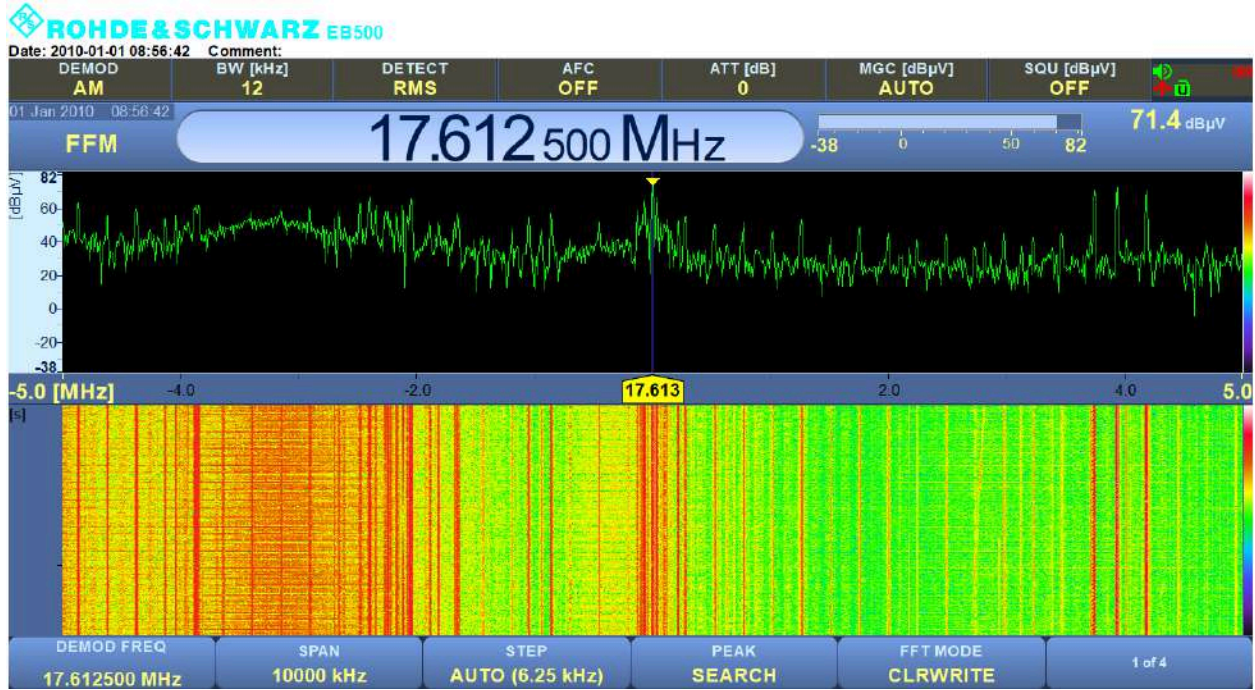 ROHDE & SCHWARZ EB500
Date: 2010-01-01 08:56:42 Comment:
DEMOD BW [kHz] DETECT AFC ATT [dB] MGC [dBµV] SQU [dBµV]
AM 12 RMS OFF 0 AUTO OFF
01 Jan 2010 08:56:42
FFM 17.612 500 MHz -38 0 50 82 71.4 dBµV
[dBµV]
82
60
40
20
0
-20
-38
-5.0 [MHz] -4.0 -2.0 17.613 2.0 4.0 5.0
[s]
DEMOD FREQ SPAN STEP PEAK FFT MODE 1 of 4
17.612500 MHz 10000 kHz AUTO (6.25 kHz) SEARCH CLRWRITE